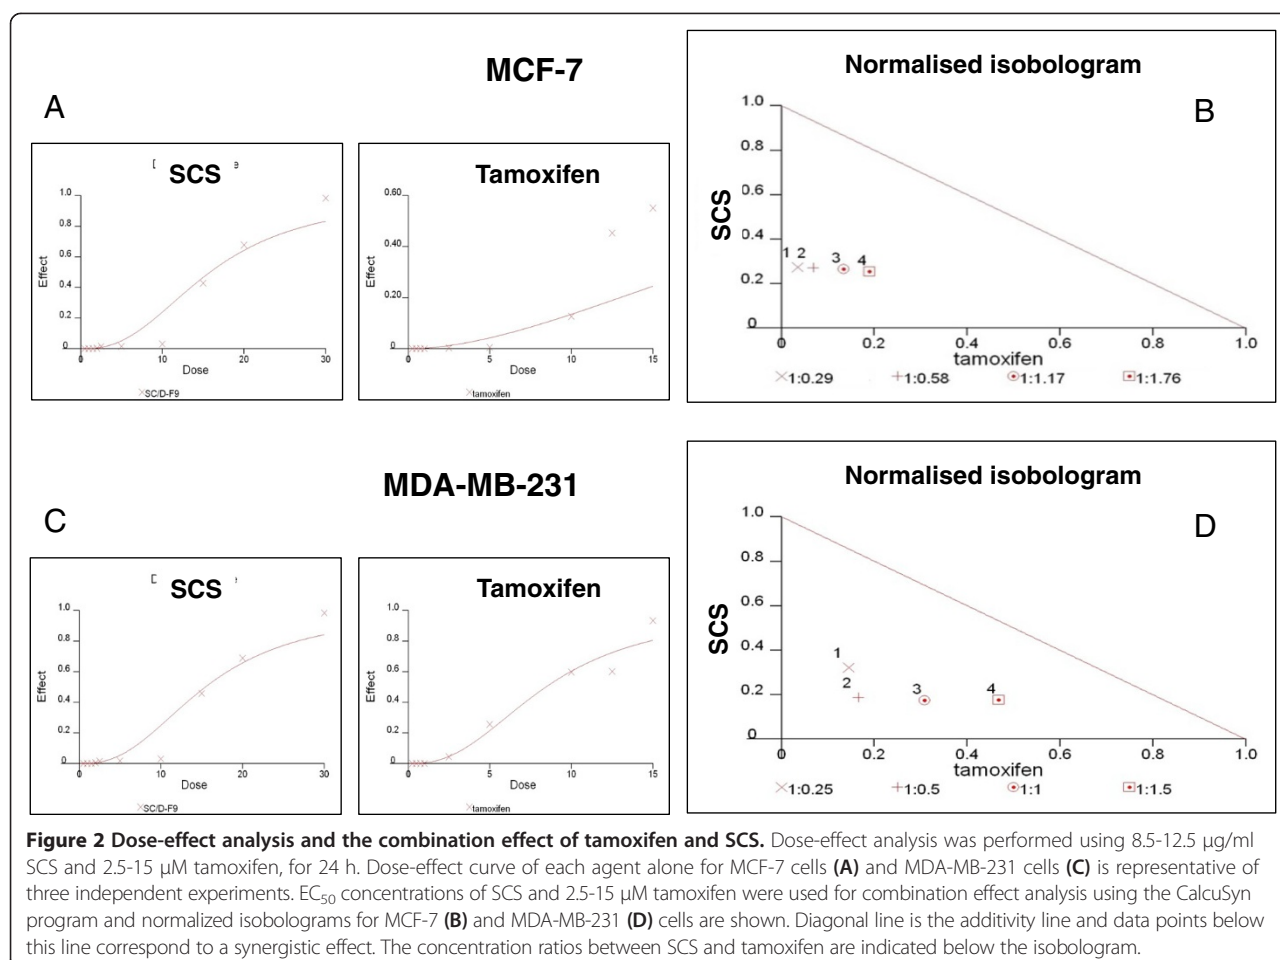 MCF-7
A
SCS
1.0
0.8
0.6
0.4
0.2
0
Effect
0 10 20 30
Dose
SC/D-F9
Tamoxifen
0.60
0.40
0.20
0
Effect
0 5 10 15
Dose
tamoxifen
Normalised isobologram
B
1.0
0.8
0.6
0.4
0.2
0
SCS
1 2 3 4
0 0.2 0.4 0.6 0.8 1.0
tamoxifen
1:0.29 1:0.58 1:1.17 1:1.76
MDA-MB-231
C
D SCS
1.0
0.8
0.6
0.4
0.2
0
Effect
0 10 20 30
Dose
SC/D-F9
Tamoxifen
1.0
0.8
0.6
0.4
0.2
0
Effect
0 5 10 15
Dose
tamoxifen
Normalised isobologram
D
1.0
0.8
0.6
0.4
0.2
0
SCS
1
2 3 4
0 0.2 0.4 0.6 0.8 1.0
tamoxifen
1:0.25 1:0.5 1:1 1:1.5
Figure 2 Dose-effect analysis and the combination effect of tamoxifen and SCS. Dose-effect analysis was performed using 8.5-12.5 µg/ml
SCS and 2.5-15 µM tamoxifen, for 24 h. Dose-effect curve of each agent alone for MCF-7 cells (A) and MDA-MB-231 cells (C) is representative of
three independent experiments. EC50 concentrations of SCS and 2.5-15 µM tamoxifen were used for combination effect analysis using the CalcuSyn
program and normalized isobolograms for MCF-7 (B) and MDA-MB-231 (D) cells are shown. Diagonal line is the additivity line and data points below
this line correspond to a synergistic effect. The concentration ratios between SCS and tamoxifen are indicated below the isobologram.